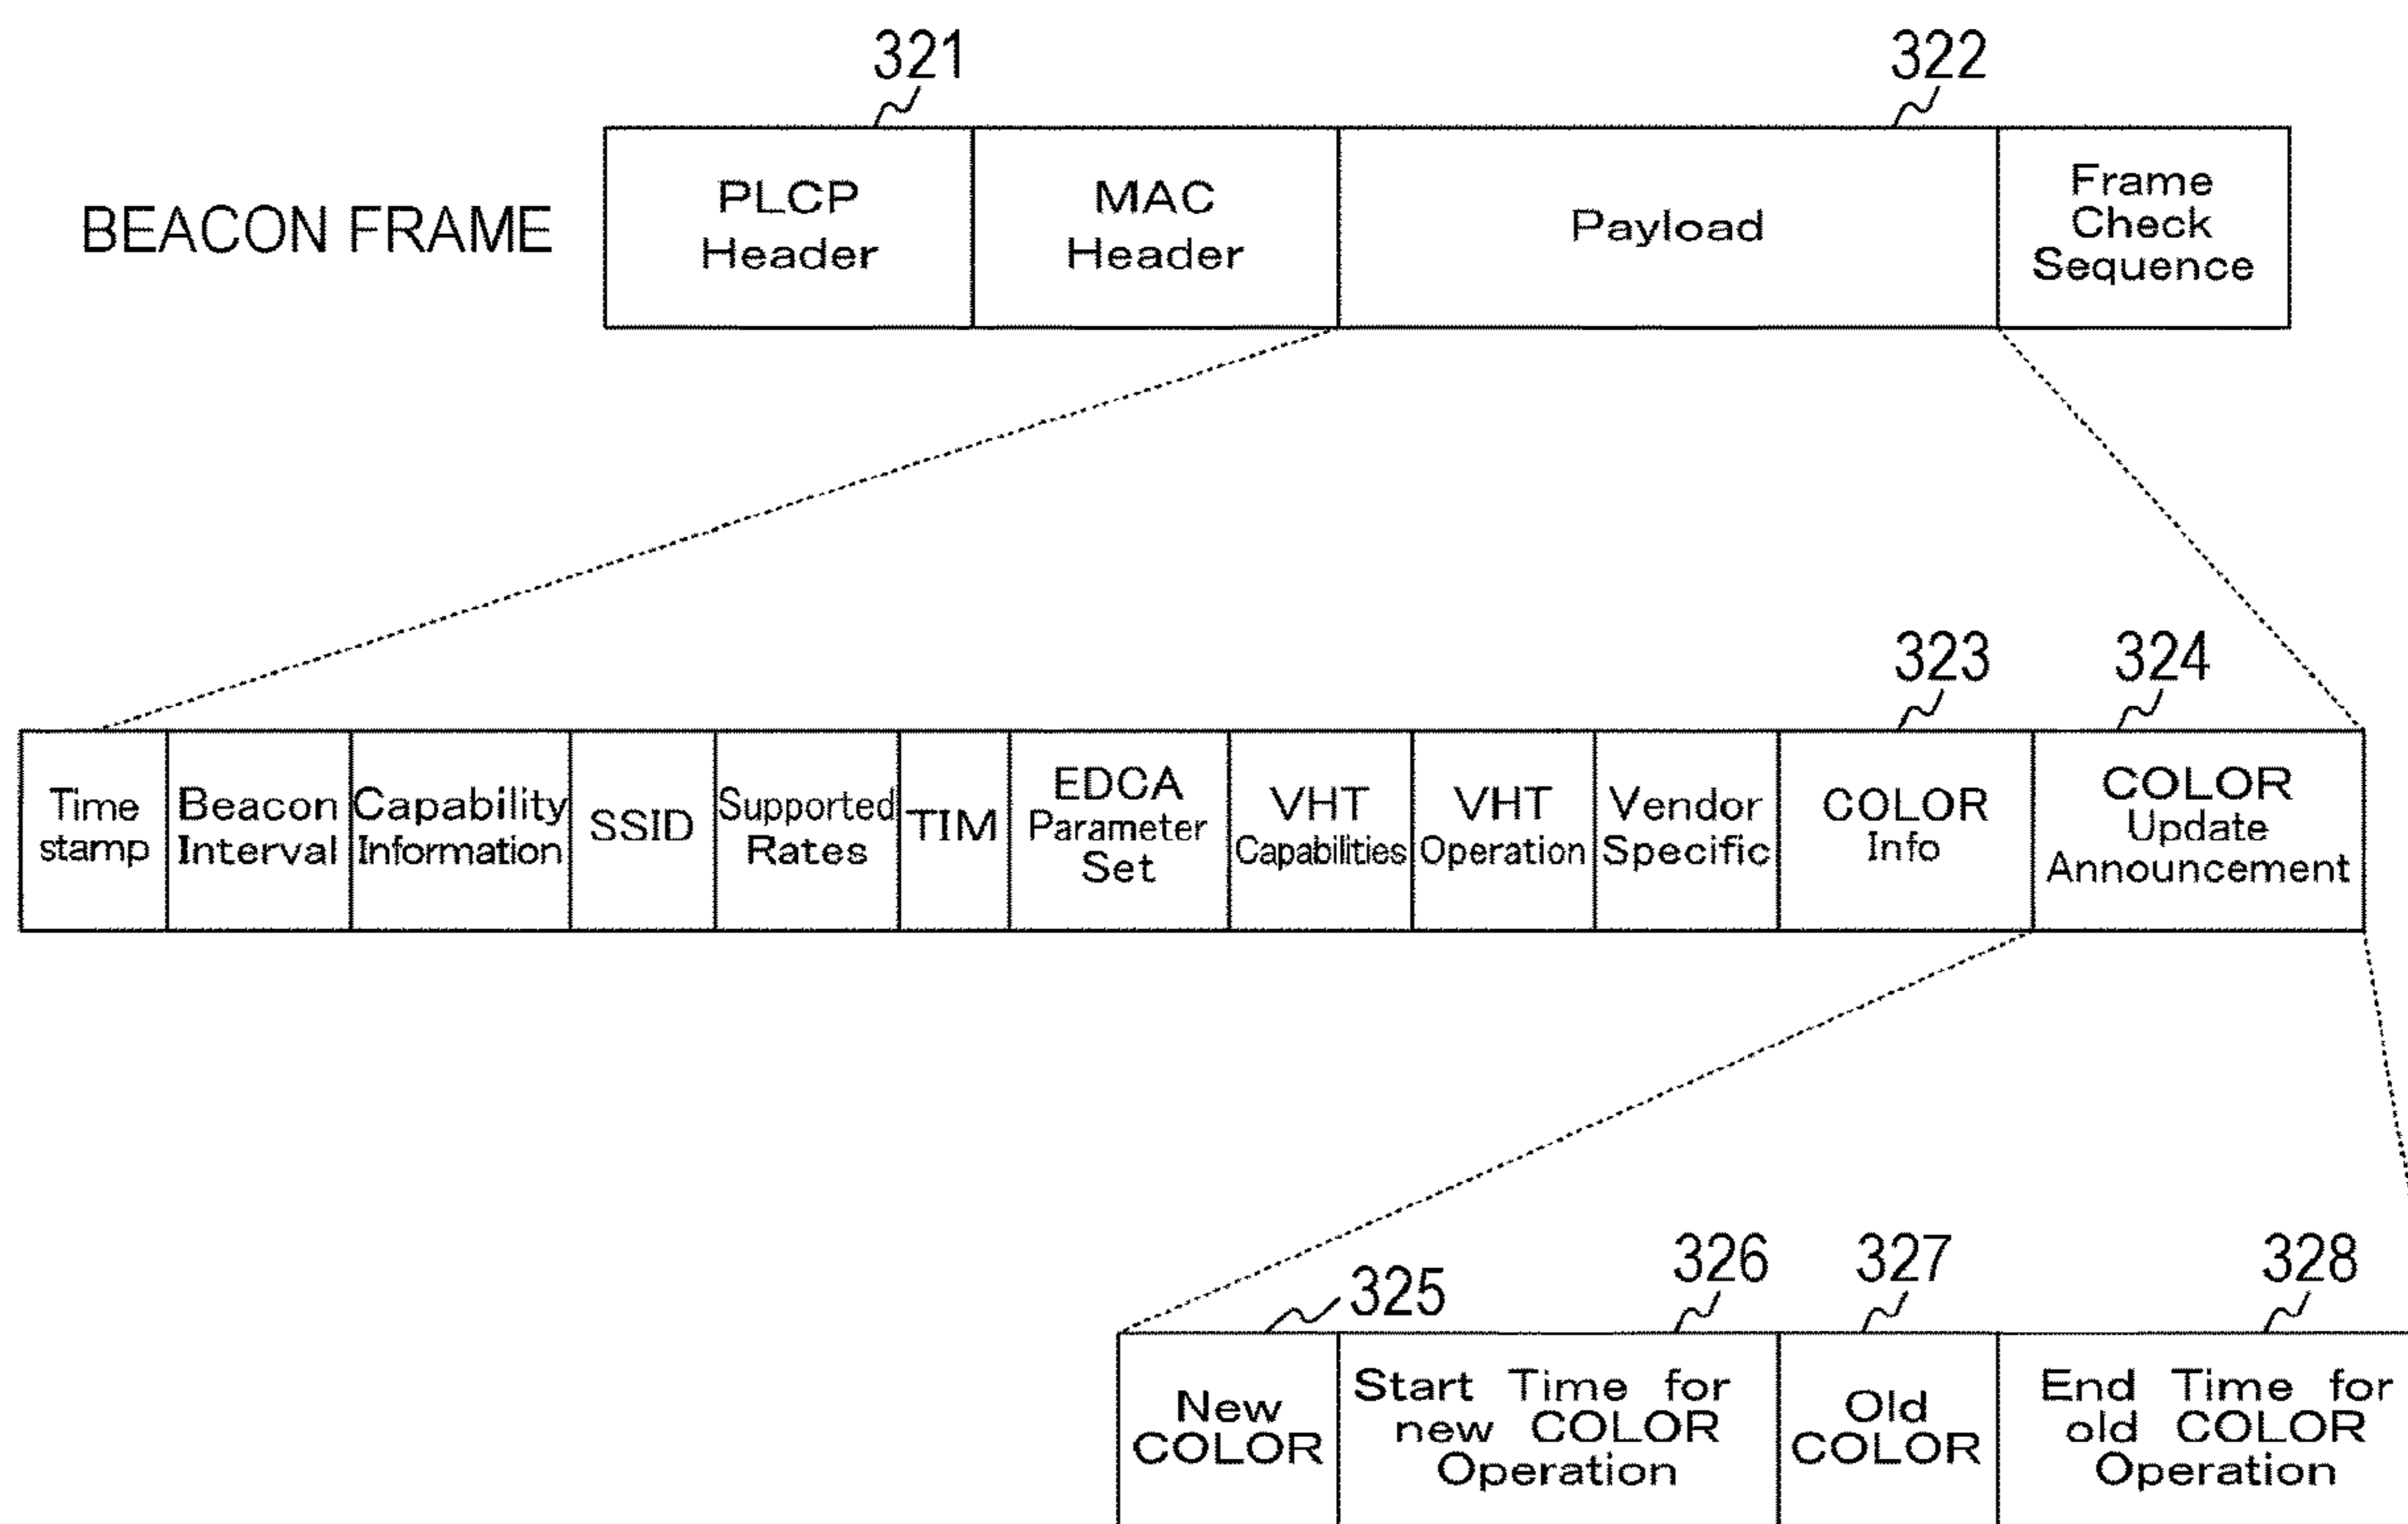 321
322
BEACON FRAME
PLCP
Header
MAC
Header
Payload
Frame
Check
Sequence
323
324
Time
stamp
Beacon
Interval
Capability
Information
SSID
Supported
Rates
TIM
EDCA
Parameter
Set
VHT
Capabilities
VHT
Operation
Vendor
Specific
COLOR
Info
COLOR
Update
Announcement
325
326
327
328
New
COLOR
Start Time for
new COLOR
Operation
Old
COLOR
End Time for
old COLOR
Operation